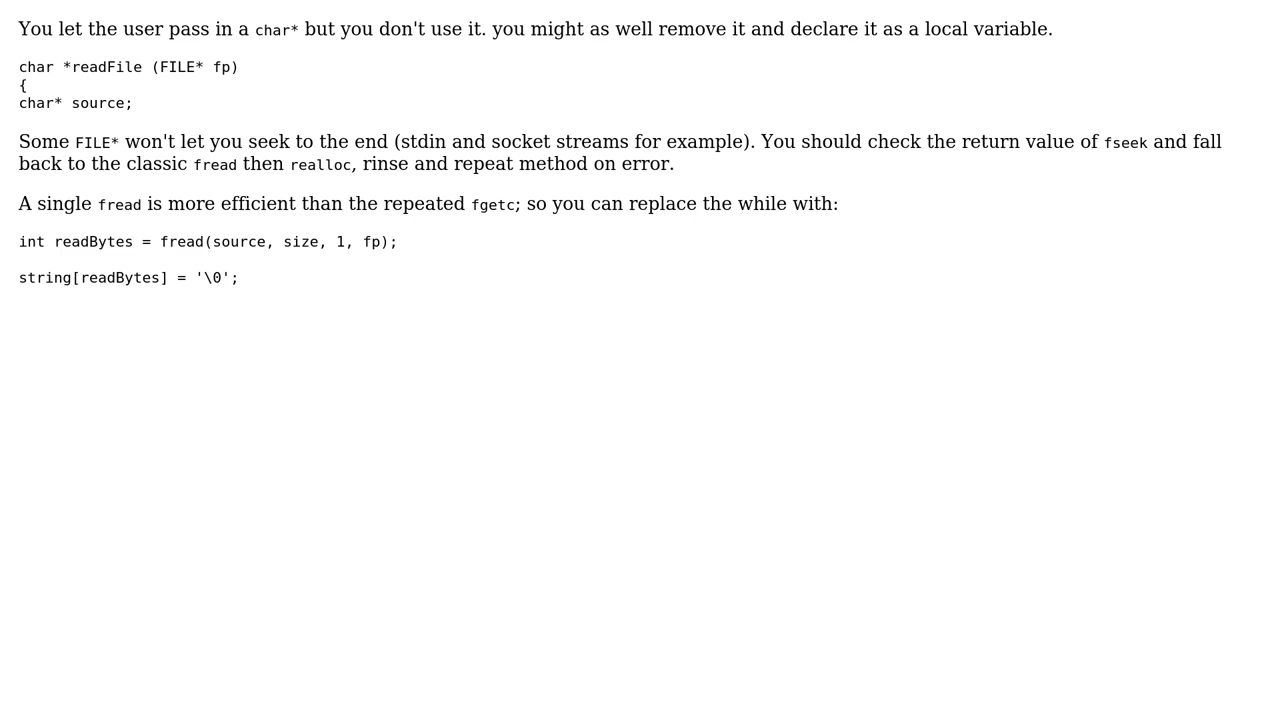 You let the user pass in a char* but you don't use it. you might as well remove it and declare it as a local variable.
char *readFile (FILE* fp)
{
char* source;
Some FILE* won't let you seek to the end (stdin and socket streams for example). You should check the return value of fseek and fall
back to the classic fread then realloc, rinse and repeat method on error.
A single fread is more efficient than the repeated fgetc; so you can replace the while with:
int readBytes = fread(source, size, 1, fp);
string[readBytes] = '\0';